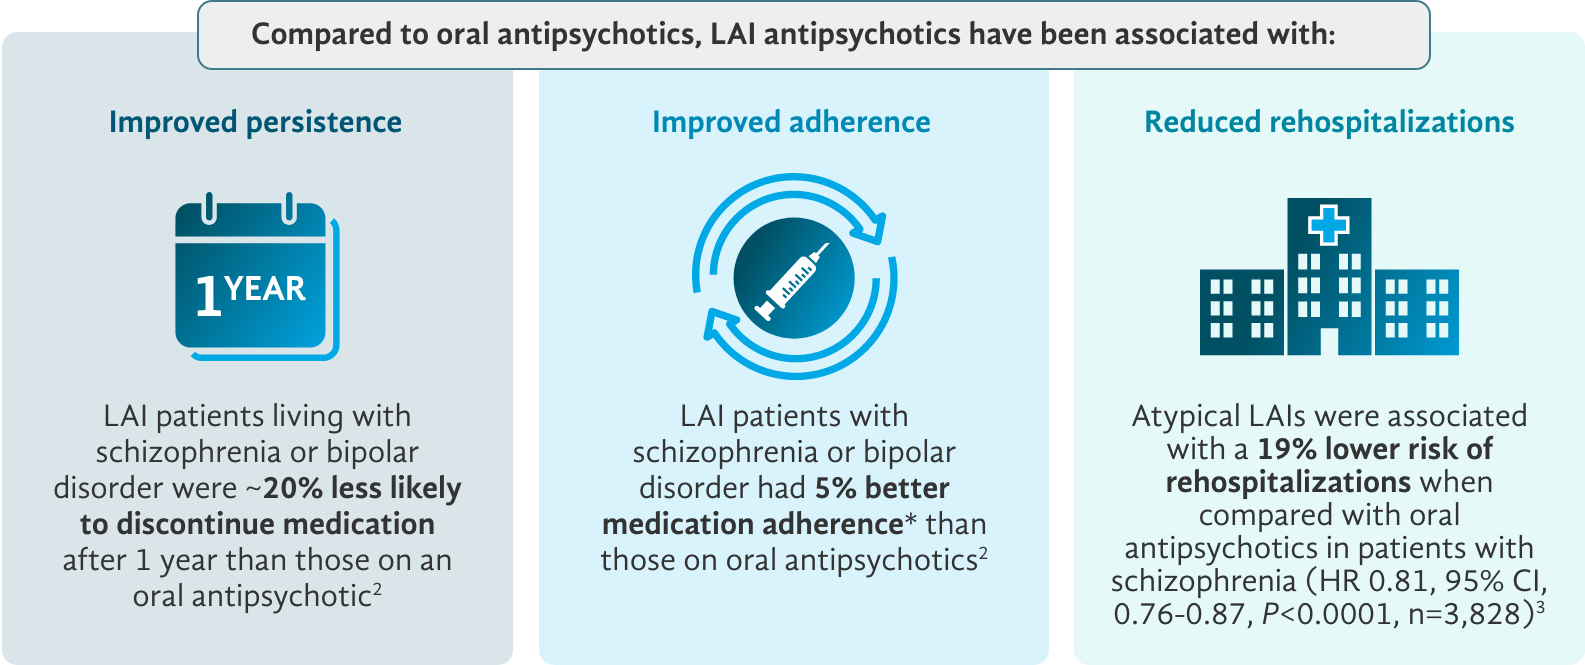 Compared to oral antipsychotics, LAI antipsychotics have been associated with:
Improved persistence
1 YEAR
LAI patients living with
schizophrenia or bipolar
disorder were ~20% less likely
to discontinue medication
after 1 year than those on an
oral antipsychotic²
Improved adherence
LAI patients with
schizophrenia or bipolar
disorder had 5% better
medication adherence* than
those on oral antipsychotics²
Reduced rehospitalizations
Atypical LAIs were associated
with a 19% lower risk of
rehospitalizations when
compared with oral
antipsychotics in patients with
schizophrenia (HR 0.81, 95% CI,
0.76-0.87, P<0.0001, n=3,828)³